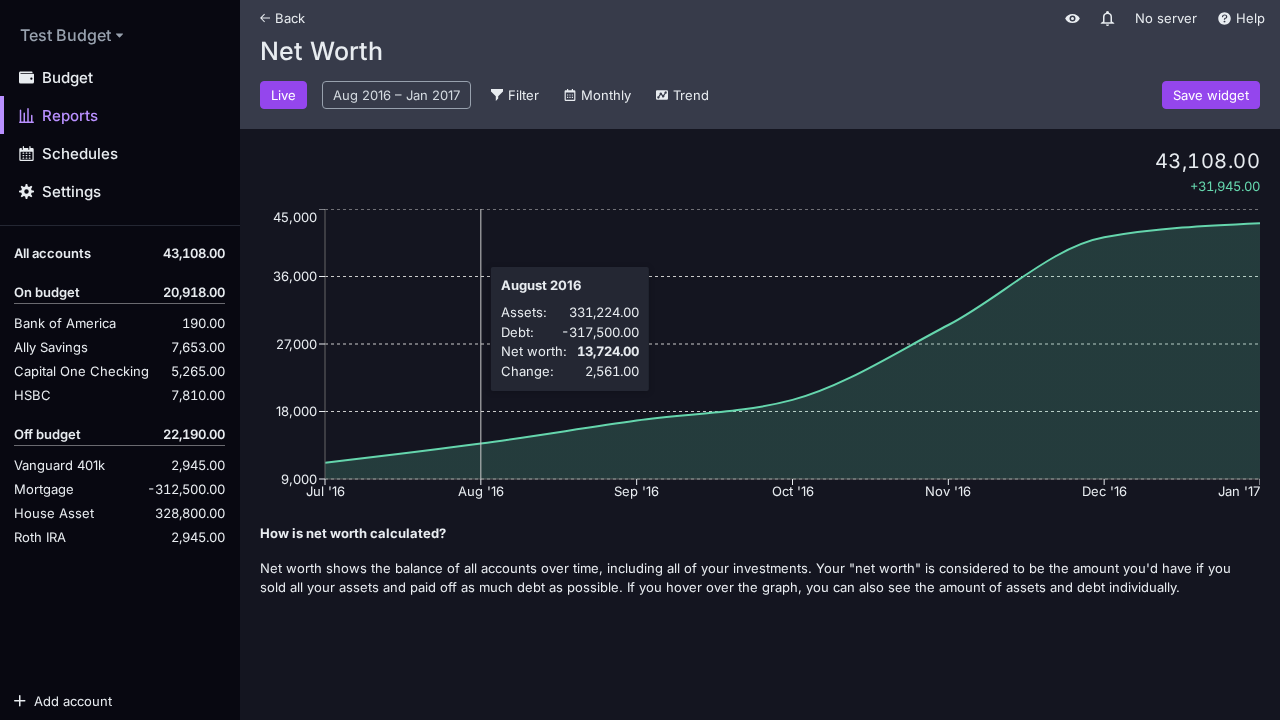 Test Budget
Budget
Reports
Schedules
Settings
All accounts 43,108.00
On budget 20,918.00
Bank of America 190.00
Ally Savings 7,653.00
Capital One Checking 5,265.00
HSBC 7,810.00
Off budget 22,190.00
Vanguard 401k 2,945.00
Mortgage -312,500.00
House Asset 328,800.00
Roth IRA 2,945.00
Add account
Back
No server
Help
Net Worth
Live
Aug 2016 – Jan 2017
Filter
Monthly
Trend
Save widget
43,108.00
+31,945.00
45,000
36,000
27,000
18,000
9,000
August 2016
Assets: 331,224.00
Debt: -317,500.00
Net worth: 13,724.00
Change: 2,561.00
Jul '16 Aug '16 Sep '16 Oct '16 Nov '16 Dec '16 Jan '17
How is net worth calculated?
Net worth shows the balance of all accounts over time, including all of your investments. Your "net worth" is considered to be the amount you'd have if you
sold all your assets and paid off as much debt as possible. If you hover over the graph, you can also see the amount of assets and debt individually.